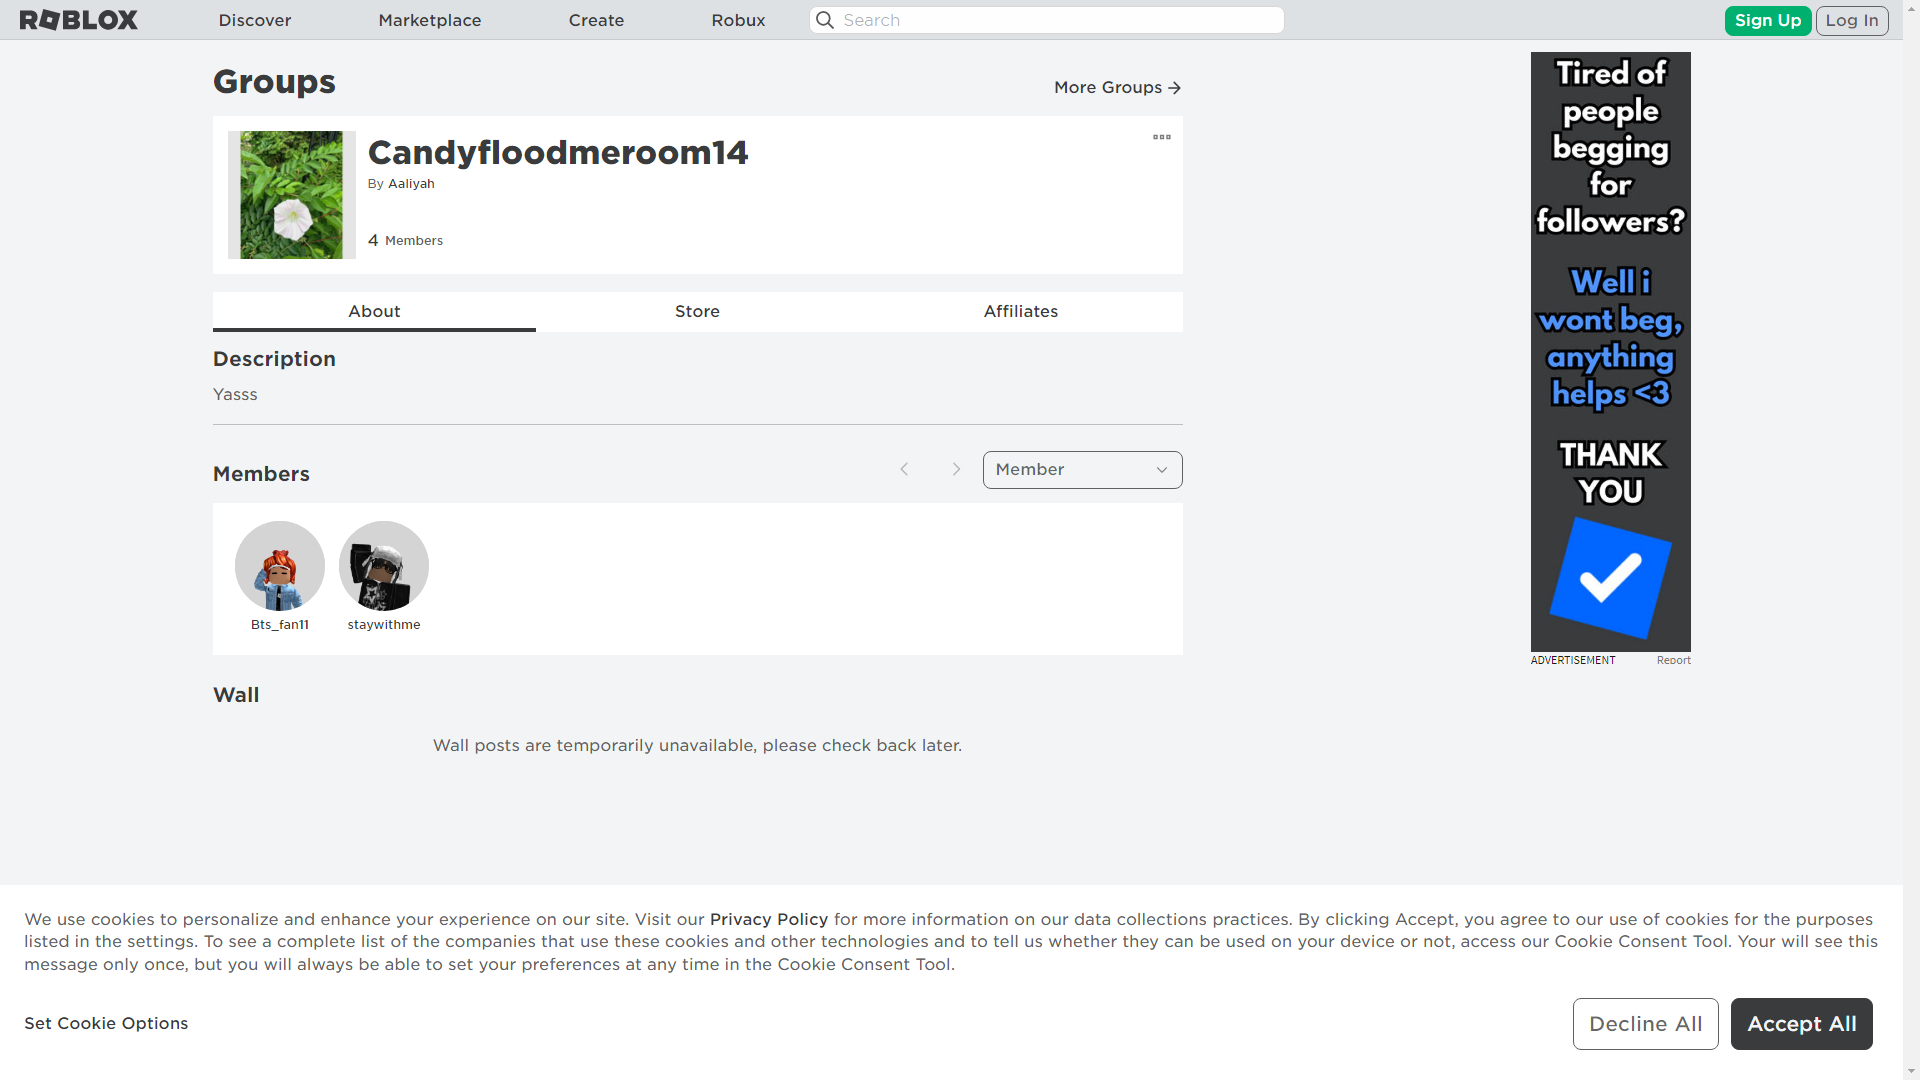 ROBLOX
Discover
Marketplace
Create
Robux
Search
Sign Up
Log In
Groups
More Groups
Candyfloodmeroom14
By Aaliyah
4 Members
About
Store
Affiliates
Description
Yasss
Members
Member
Bts_fan11
staywithme
Wall
Wall posts are temporarily unavailable, please check back later.
Tired of
people
begging
for
followers?
Well i
wont beg,
anything
helps <3
THANK
YOU
ADVERTISEMENT
Report
We use cookies to personalize and enhance your experience on our site. Visit our Privacy Policy for more information on our data collections practices. By clicking Accept, you agree to our use of cookies for the purposes
listed in the settings. To see a complete list of the companies that use these cookies and other technologies and to tell us whether they can be used on your device or not, access our Cookie Consent Tool. Your will see this
message only once, but you will always be able to set your preferences at any time in the Cookie Consent Tool.
Set Cookie Options
Decline All
Accept All